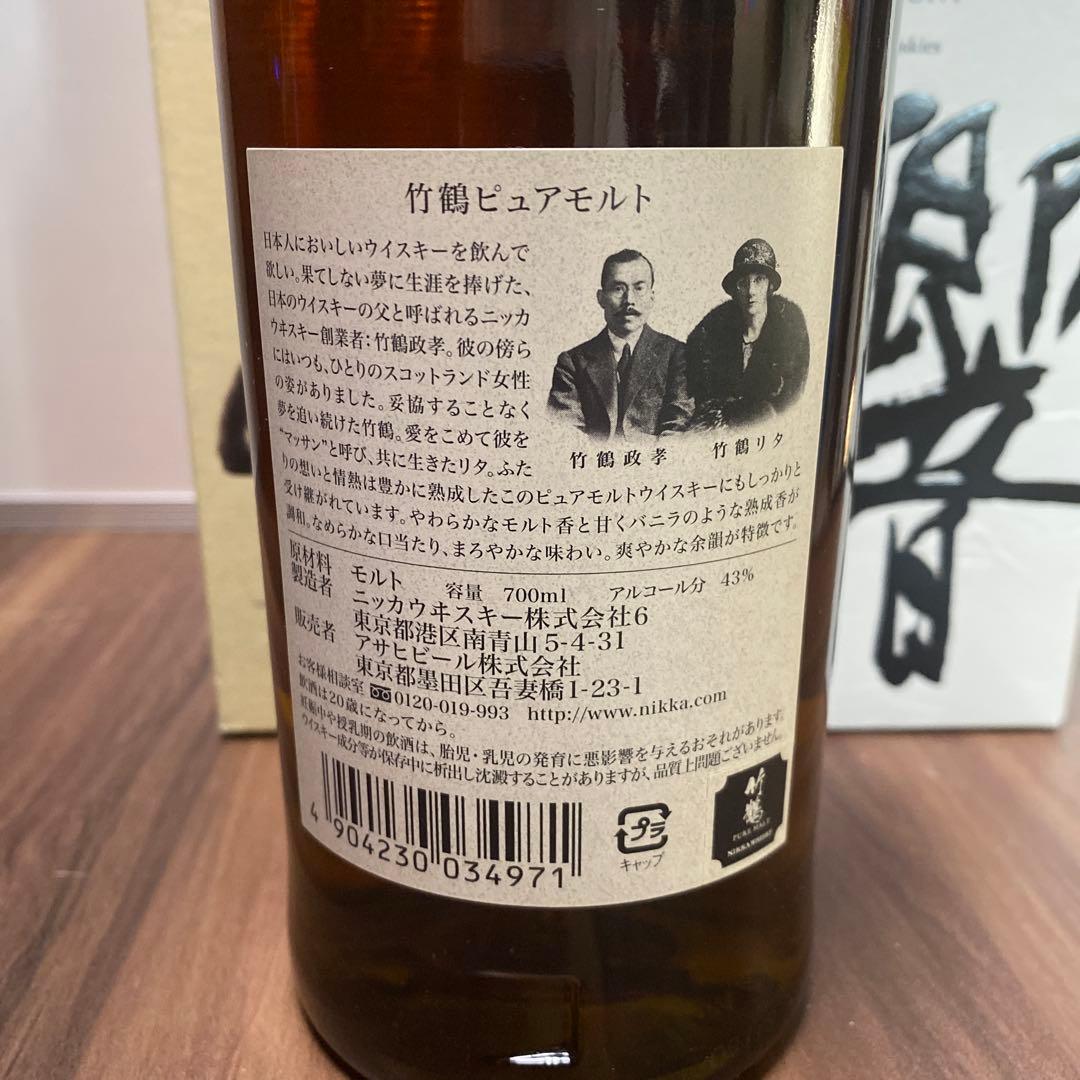 竹鶴ピュアモルト
日本人においしいウイスキーを飲んで
欲しい。果てしない夢に生涯を捧げた、
日本のウイスキーの父と呼ばれるニッカ
ウヰスキー創業者：竹鶴政孝。彼の傍ら
にはいつも、ひとりのスコットランド女性
の姿がありました。妥協することなく
夢を追い続けた竹鶴。愛をこめて彼を
“マッサン”と呼び、共に生きたリタ。ふた
りの想いと情熱は豊かに熟成したこのピュアモルトウイスキーにもしっかりと
受け継がれています。やわらかなモルト香と甘くバニラのような熟成香が
調和。なめらかな口当たり、まろやかな味わい。爽やかな余韻が特徴です。
竹鶴政孝 竹鶴リタ
原材料 モルト 容量 700ml アルコール分 43%
製造者 ニッカウヰスキー株式会社6
東京都港区南青山5-4-31
販売者 アサヒビール株式会社
東京都墨田区吾妻橋1-23-1
お客様相談室 0120-019-993 http://www.nikka.com
飲酒は20歳になってから。
妊娠中や授乳期の飲酒は、胎児・乳児の発育に悪影響を与えるおそれがあります。
ウイスキー成分等が保存中に析出し沈澱することがありますが、品質上問題ございません。
4 904230 034971
プラ
キャップ
竹鶴
PURE MALT
NIKKA WHISKY